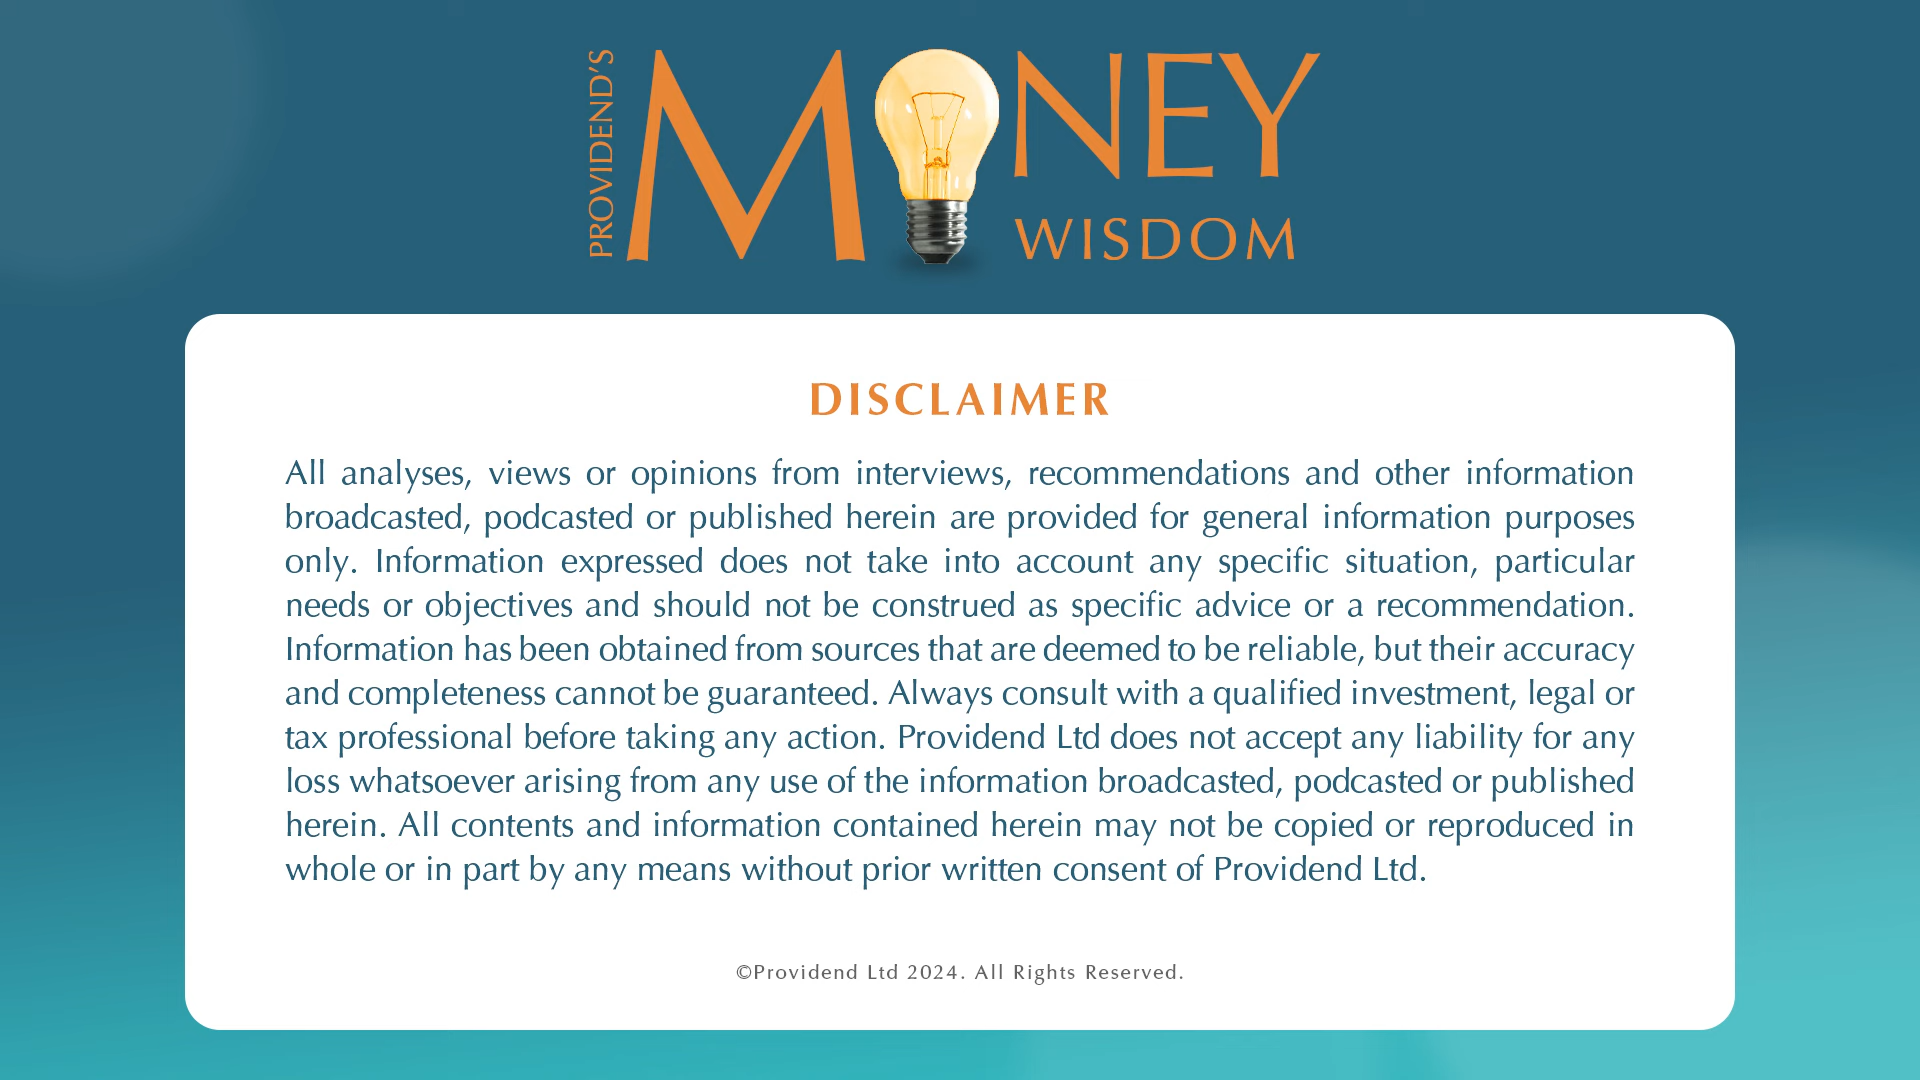 PROVIDEND'S
MONEY
WISDOM
DISCLAIMER
All analyses, views or opinions from interviews, recommendations and other information
broadcasted, podcasted or published herein are provided for general information purposes
only. Information expressed does not take into account any specific situation, particular
needs or objectives and should not be construed as specific advice or a recommendation.
Information has been obtained from sources that are deemed to be reliable, but their accuracy
and completeness cannot be guaranteed. Always consult with a qualified investment, legal or
tax professional before taking any action. Providend Ltd does not accept any liability for any
loss whatsoever arising from any use of the information broadcasted, podcasted or published
herein. All contents and information contained herein may not be copied or reproduced in
whole or in part by any means without prior written consent of Providend Ltd.
©Providend Ltd 2024. All Rights Reserved.